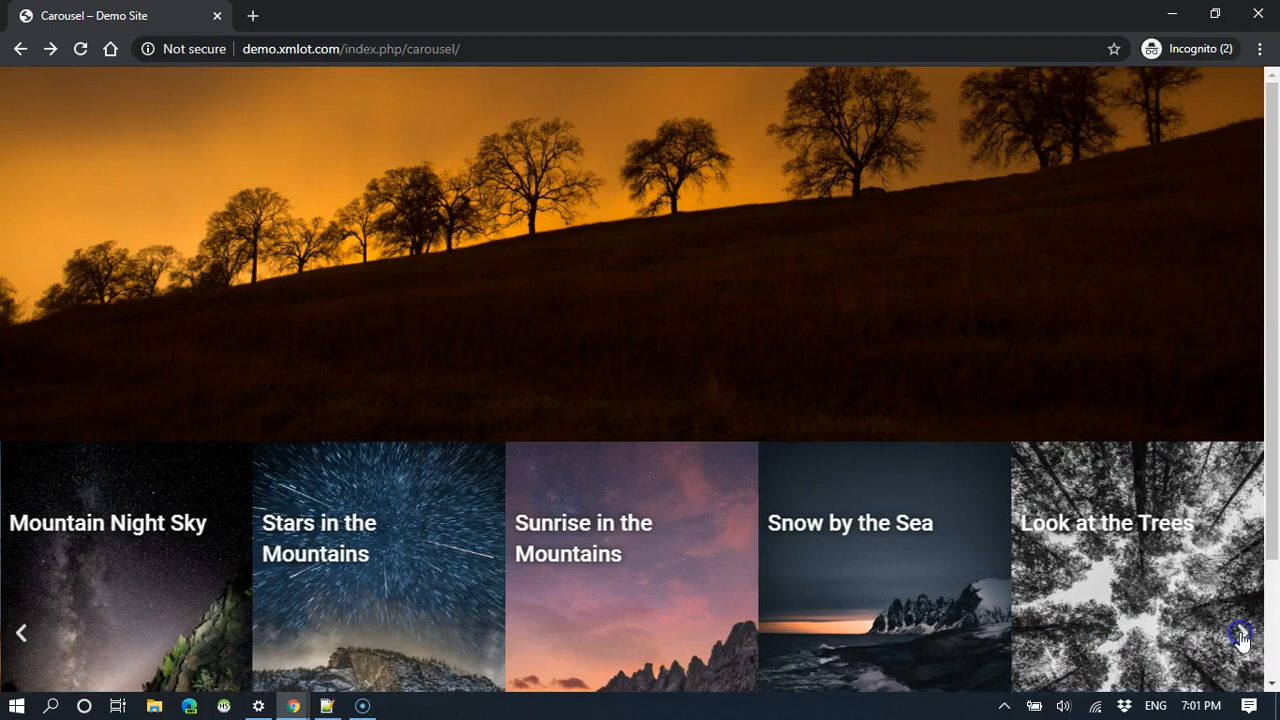 Carousel – Demo Site
Not secure
demo.xmlot.com/index.php/carousel/
Incognito (2)
Mountain Night Sky
Stars in the
Mountains
Sunrise in the
Mountains
Snow by the Sea
Look at the Trees
HS
ENG
7:01 PM